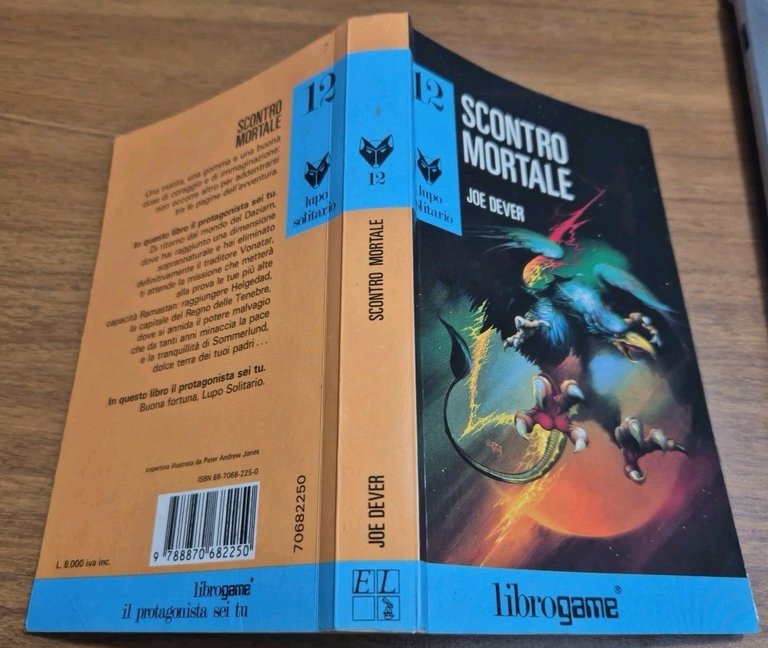 12
SCONTRO
MORTALE
Una matita, una gomma e una buona
dose di coraggio e di immaginazione:
non occorre altro per addentrarsi
tra le pagine dell'avventura.
In questo libro il protagonista sei tu.
Di ritorno dal mondo del Daziarn,
dove hai raggiunto una dimensione
soprannaturale e hai eliminato
definitivamente il traditore Vonatar,
ti attende la missione che metterà
alla prova le tue più alte
capacità Ramastan: raggiungere Helgedad,
la capitale del Regno delle Tenebre,
dove si annida il potere malvagio
che da tanti anni minaccia la pace
e la tranquillità di Sommerlund,
dolce terra dei tuoi padri...
In questo libro il protagonista sei tu.
Buona fortuna, Lupo Solitario.
lupo
solitario
copertina illustrata da Peter Andrew Jones
ISBN 88-7068-225-0
9 788870 682250
70682250
L. 8.000 iva inc.
librogame®
il protagonista sei tu
12
SCONTRO MORTALE
JOE DEVER
EL
12
lupo
solitario
SCONTRO
MORTALE
JOE DEVER
librogame®